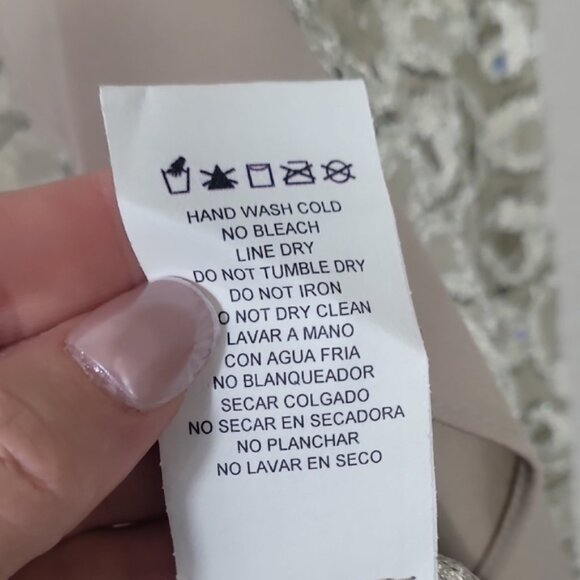 HAND WASH COLD
NO BLEACH
LINE DRY
DO NOT TUMBLE DRY
DO NOT IRON
O NOT DRY CLEAN
LAVAR A MANO
CON AGUA FRIA
NO BLANQUEADOR
SECAR COLGADO
NO SECAR EN SECADORA
NO PLANCHAR
NO LAVAR EN SECO